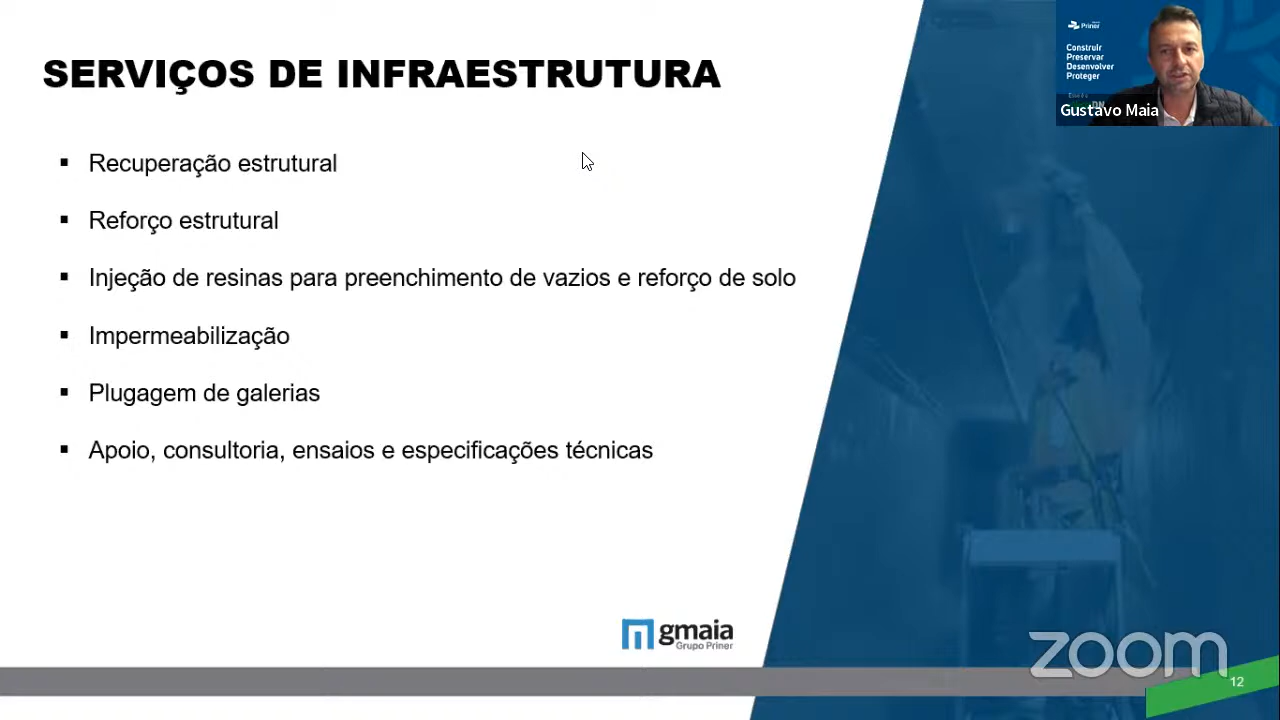 SERVIÇOS DE INFRAESTRUTURA
▪ Recuperação estrutural
▪ Reforço estrutural
▪ Injeção de resinas para preenchimento de vazios e reforço de solo
▪ Impermeabilização
▪ Plugagem de galerias
▪ Apoio, consultoria, ensaios e especificações técnicas
gmaia
Grupo Priner
Priner
Construir
Preservar
Desenvolver
Proteger
Gustavo Maia
zoom
12